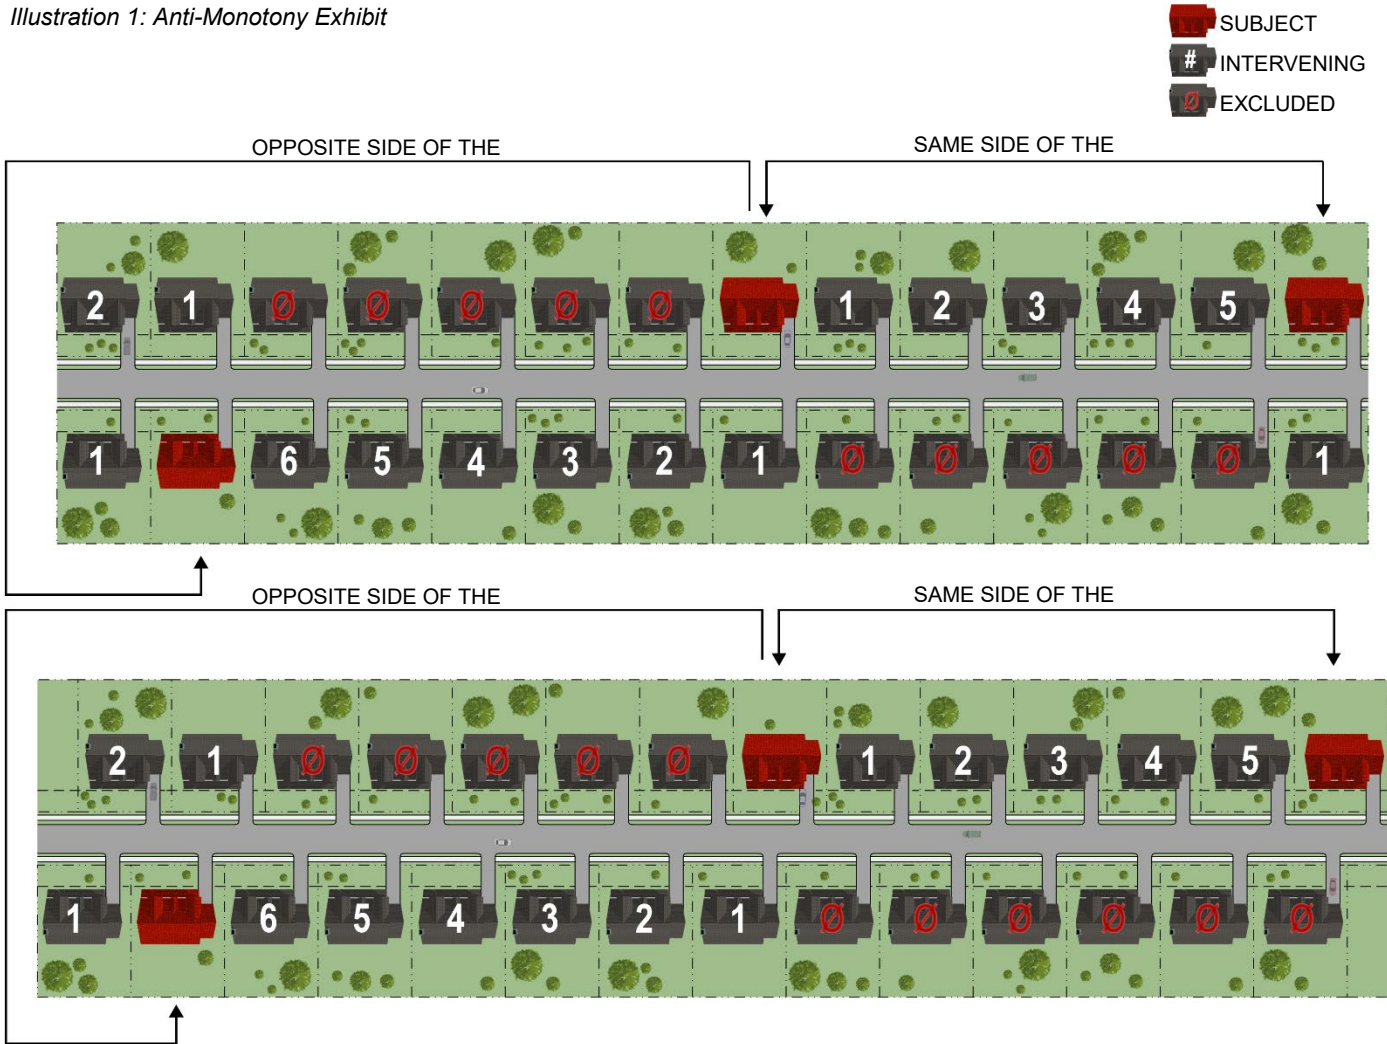 Illustration 1: Anti-Monotony Exhibit
SUBJECT
# INTERVENING
Ø EXCLUDED
OPPOSITE SIDE OF THE
SAME SIDE OF THE
2 1 Ø Ø Ø Ø Ø 1 2 3 4 5
1 6 5 4 3 2 1 Ø Ø Ø Ø Ø 1
OPPOSITE SIDE OF THE
SAME SIDE OF THE
2 1 Ø Ø Ø Ø Ø 1 2 3 4 5
1 6 5 4 3 2 1 Ø Ø Ø Ø Ø Ø